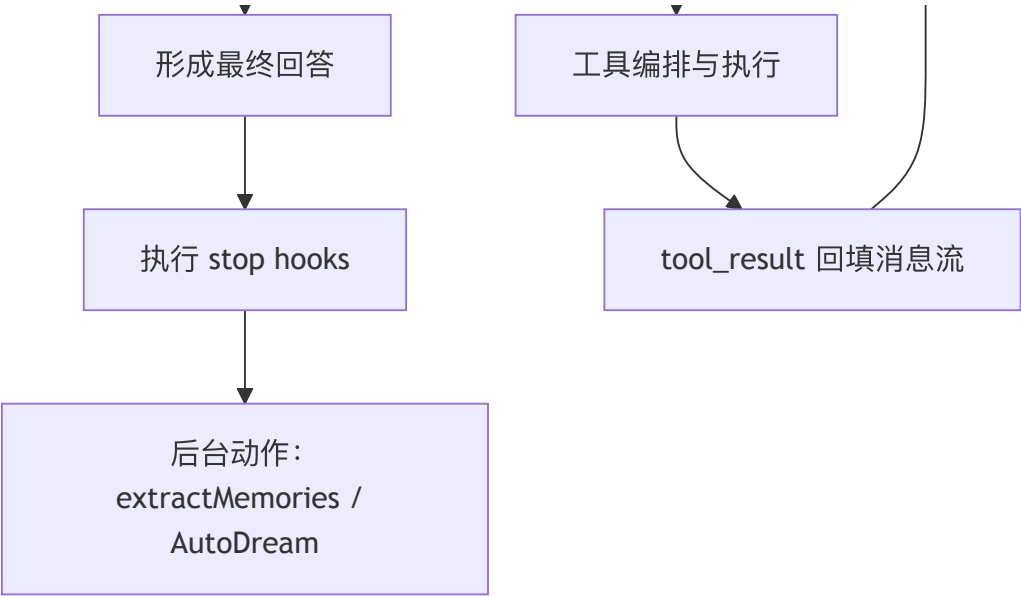 形成最终回答
工具编排与执行
执行 stop hooks
tool_result 回填消息流
后台动作：
extractMemories /
AutoDream